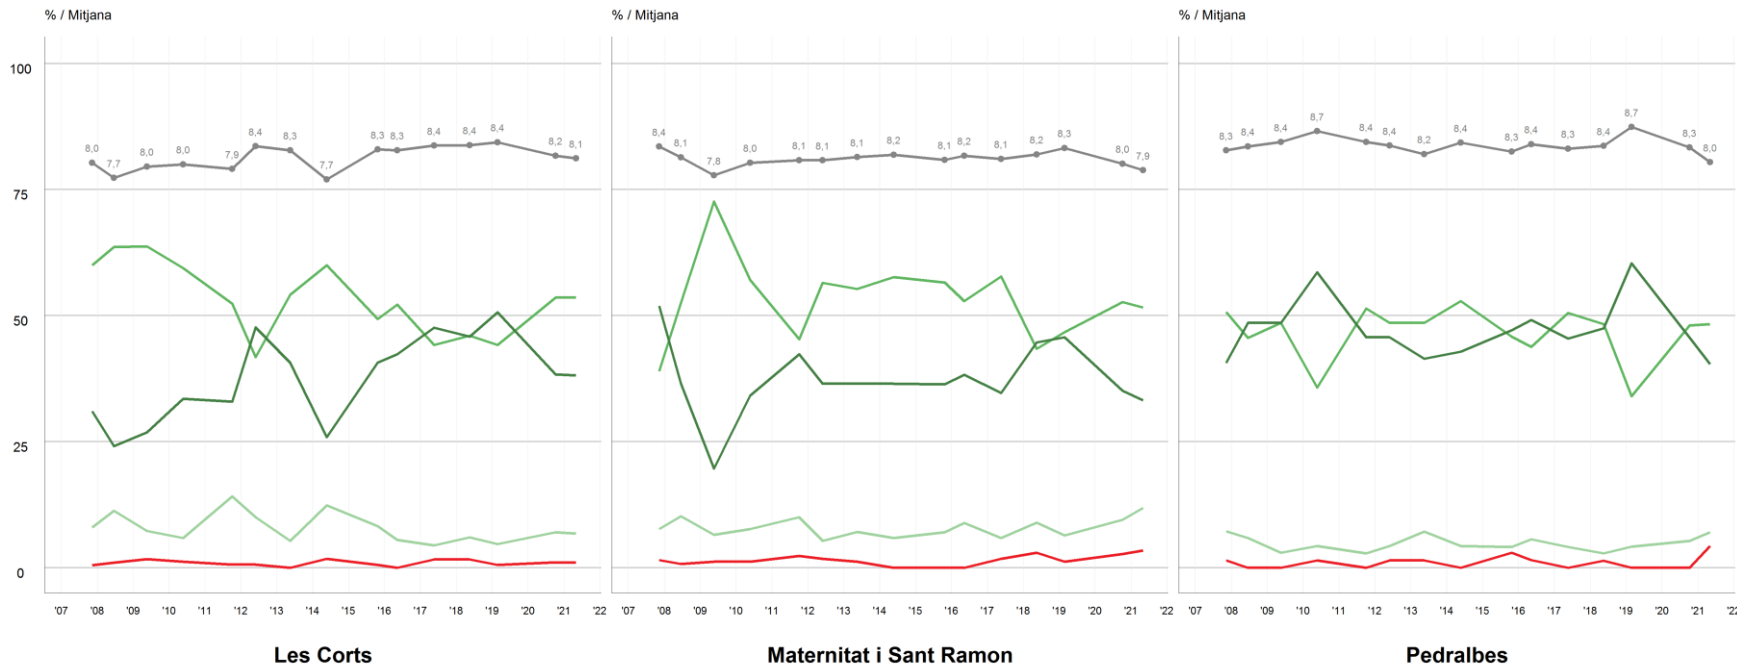 % / Mitjana % / Mitjana % / Mitjana
100
8,0 7,7 8,0 8,0 7,9 8,4 8,3 7,7 8,3 8,3 8,4 8,4 8,4 8,2 8,1
8,4 8,1 7,8 8,0 8,1 8,1 8,1 8,2 8,1 8,2 8,1 8,2 8,3 8,0 7,9
8,3 8,4 8,4 8,7 8,4 8,4 8,2 8,4 8,3 8,4 8,3 8,4 8,7 8,3 8,0
75
50
25
0
'07 '08 '09 '10 '11 '12 '13 '14 '15 '16 '17 '18 '19 '20 '21 '22
'07 '08 '09 '10 '11 '12 '13 '14 '15 '16 '17 '18 '19 '20 '21 '22
'07 '08 '09 '10 '11 '12 '13 '14 '15 '16 '17 '18 '19 '20 '21 '22
Les Corts
Maternitat i Sant Ramon
Pedralbes